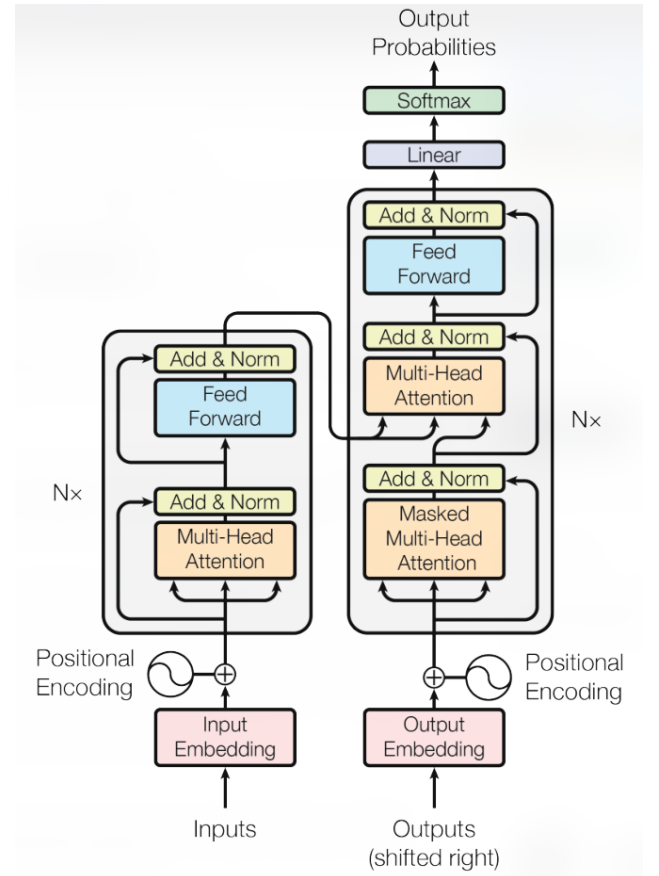 Output
Probabilities
Softmax
Linear
Add & Norm
Feed
Forward
Add & Norm
Multi-Head
Attention
Add & Norm
Masked
Multi-Head
Attention
N×
Add & Norm
Feed
Forward
Add & Norm
Multi-Head
Attention
N×
Positional
Encoding
Positional
Encoding
Input
Embedding
Output
Embedding
Inputs
Outputs
(shifted right)